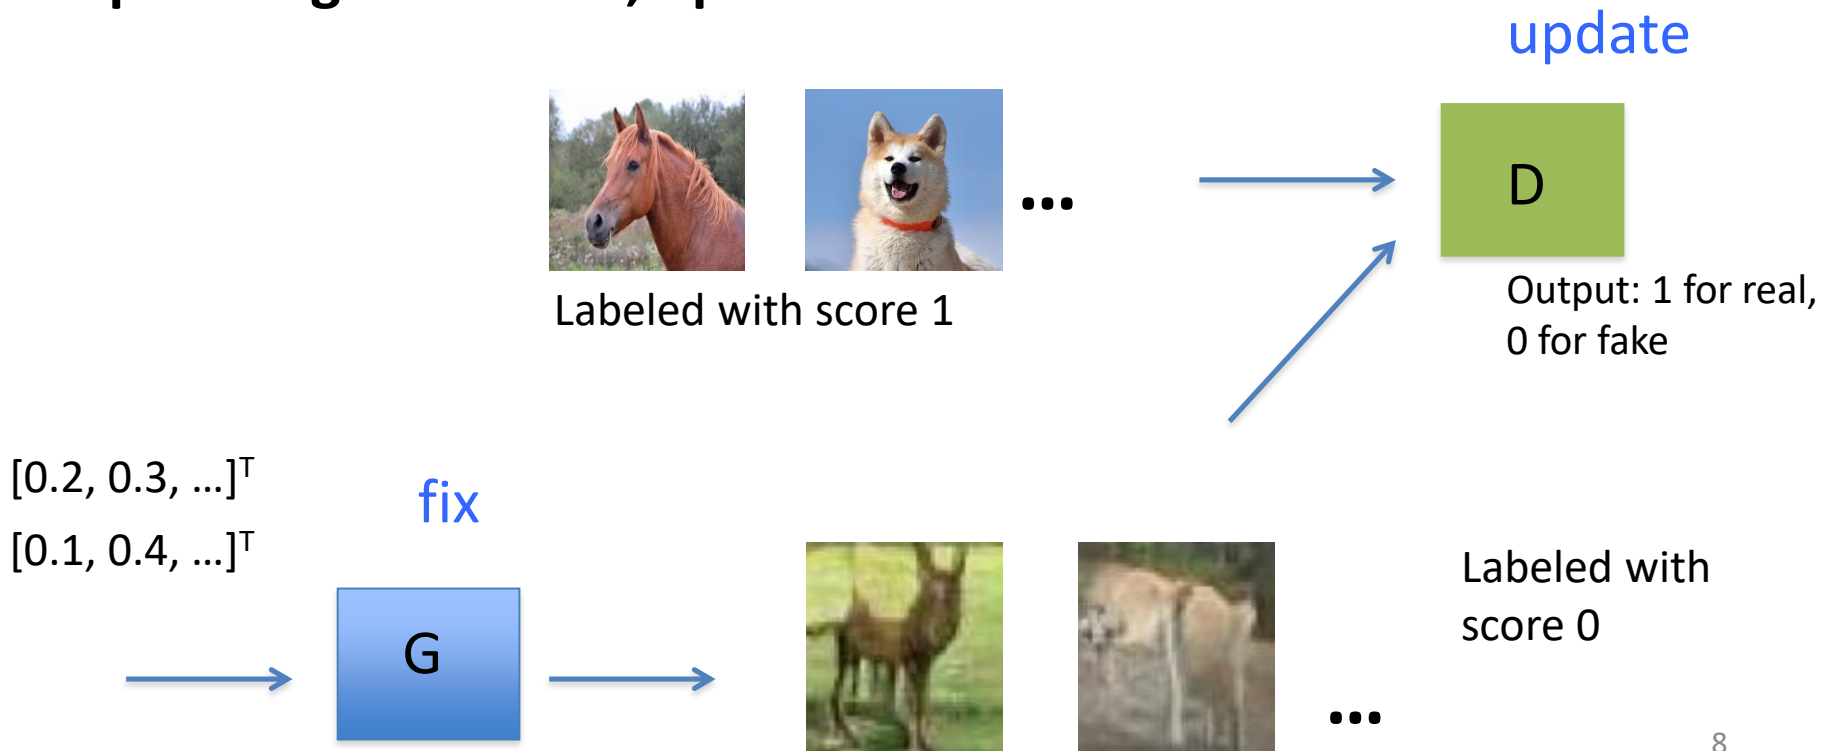 update
D
...
Labeled with score 1
Output: 1 for real,
0 for fake
[0.2, 0.3, ...]ᵀ
[0.1, 0.4, ...]ᵀ
fix
G
Labeled with
score 0
...
8